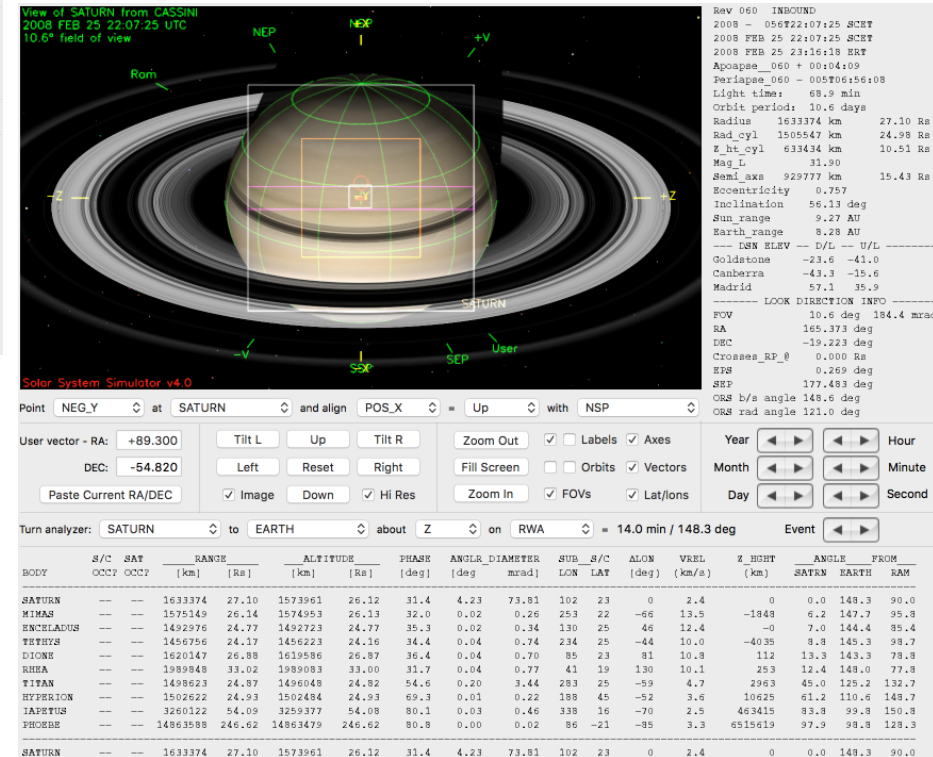 View of SATURN from CASSINI
2008 FEB 25 22:07:25 UTC
10.6° field of view
NEP
+V
Ram
-Z
+Z
SATURN
-V
SEP
User
Solar System Simulator v4.0
Rev 060 INBOUND
2008 - 056T22:07:25 SCET
2008 FEB 25 22:07:25 SCET
2008 FEB 25 23:16:18 ERT
Apoapse_060 + 00:04:09
Periapse_060 - 005T06:56:08
Light time: 68.9 min
Orbit period: 10.6 days
Radius 1633374 km 27.10 Rs
Rad_cyl 1505547 km 24.98 Rs
Z_ht_cyl 633434 km 10.51 Rs
Mag_L 31.90
Semi_axs 929777 km 15.43 Rs
Eccentricity 0.757
Inclination 56.13 deg
Sun_range 9.27 AU
Earth_range 8.28 AU
--- DSN ELEV -- D/L -- U/L -------
Goldstone -23.6 -41.0
Canberra -43.3 -15.6
Madrid 57.1 35.9
------- LOOK DIRECTION INFO -----
FOV 10.6 deg 184.4 mrad
RA 165.373 deg
DEC -19.223 deg
Crosses_RP_@ 0.000 Rs
EPS 0.269 deg
SEP 177.483 deg
ORS b/s angle 148.6 deg
ORS rad angle 121.0 deg
Point NEG_Y at SATURN and align POS_X = Up with NSP
User vector - RA: +89.300 Tilt L Up Tilt R Zoom Out Labels Axes Year Hour
DEC: -54.820 Left Reset Right Fill Screen Orbits Vectors Month Minute
Paste Current RA/DEC Image Down Hi Res Zoom In FOVs Lat/lons Day Second
Turn analyzer: SATURN to EARTH about Z on RWA = 14.0 min / 148.3 deg Event
S/C SAT RANGE ALTITUDE PHASE ANGLR_DIAMETER SUB_S/C ΔLON VREL Z_HGHT ANGLE FROM
BODY OCC? OCC? [km] [Rs] [km] [Rs] [deg] [deg mrad] LON LAT [deg] (km/s) (km) SATRN EARTH RAM
SATURN -- -- 1633374 27.10 1573961 26.12 31.4 4.23 73.81 102 23 0 2.4 0 0.0 148.3 90.0
MIMAS -- -- 1575149 26.14 1574953 26.13 32.0 0.02 0.26 253 22 -66 13.5 -1848 6.2 147.7 95.8
ENCELADUS -- -- 1492976 24.77 1492723 24.77 35.3 0.02 0.34 130 25 46 12.4 -0 7.0 144.4 85.4
TETHYS -- -- 1456756 24.17 1456223 24.16 34.4 0.04 0.74 234 25 -44 10.0 -4035 8.8 145.3 98.7
DIONE -- -- 1620147 26.88 1619586 26.87 36.4 0.04 0.70 85 23 81 10.8 112 13.3 143.3 78.8
RHEA -- -- 1989848 33.02 1989083 33.00 31.7 0.04 0.77 41 19 130 10.1 253 12.4 148.0 77.8
TITAN -- -- 1498623 24.87 1496048 24.82 54.6 0.20 3.44 283 25 -59 4.7 2963 45.0 125.2 132.7
HYPERION -- -- 1502622 24.93 1502484 24.93 69.3 0.01 0.22 188 45 -52 3.6 10625 61.2 110.6 148.7
IAPETUS -- -- 3260122 54.09 3259377 54.08 80.1 0.03 0.46 338 16 -70 2.5 463415 83.8 99.8 150.8
PHOEBE -- -- 14863588 246.62 14863479 246.62 80.8 0.00 0.02 86 -21 -85 3.3 6515619 97.9 98.8 128.3
SATURN -- -- 1633374 27.10 1573961 26.12 31.4 4.23 73.81 102 23 0 2.4 0 0.0 148.3 90.0